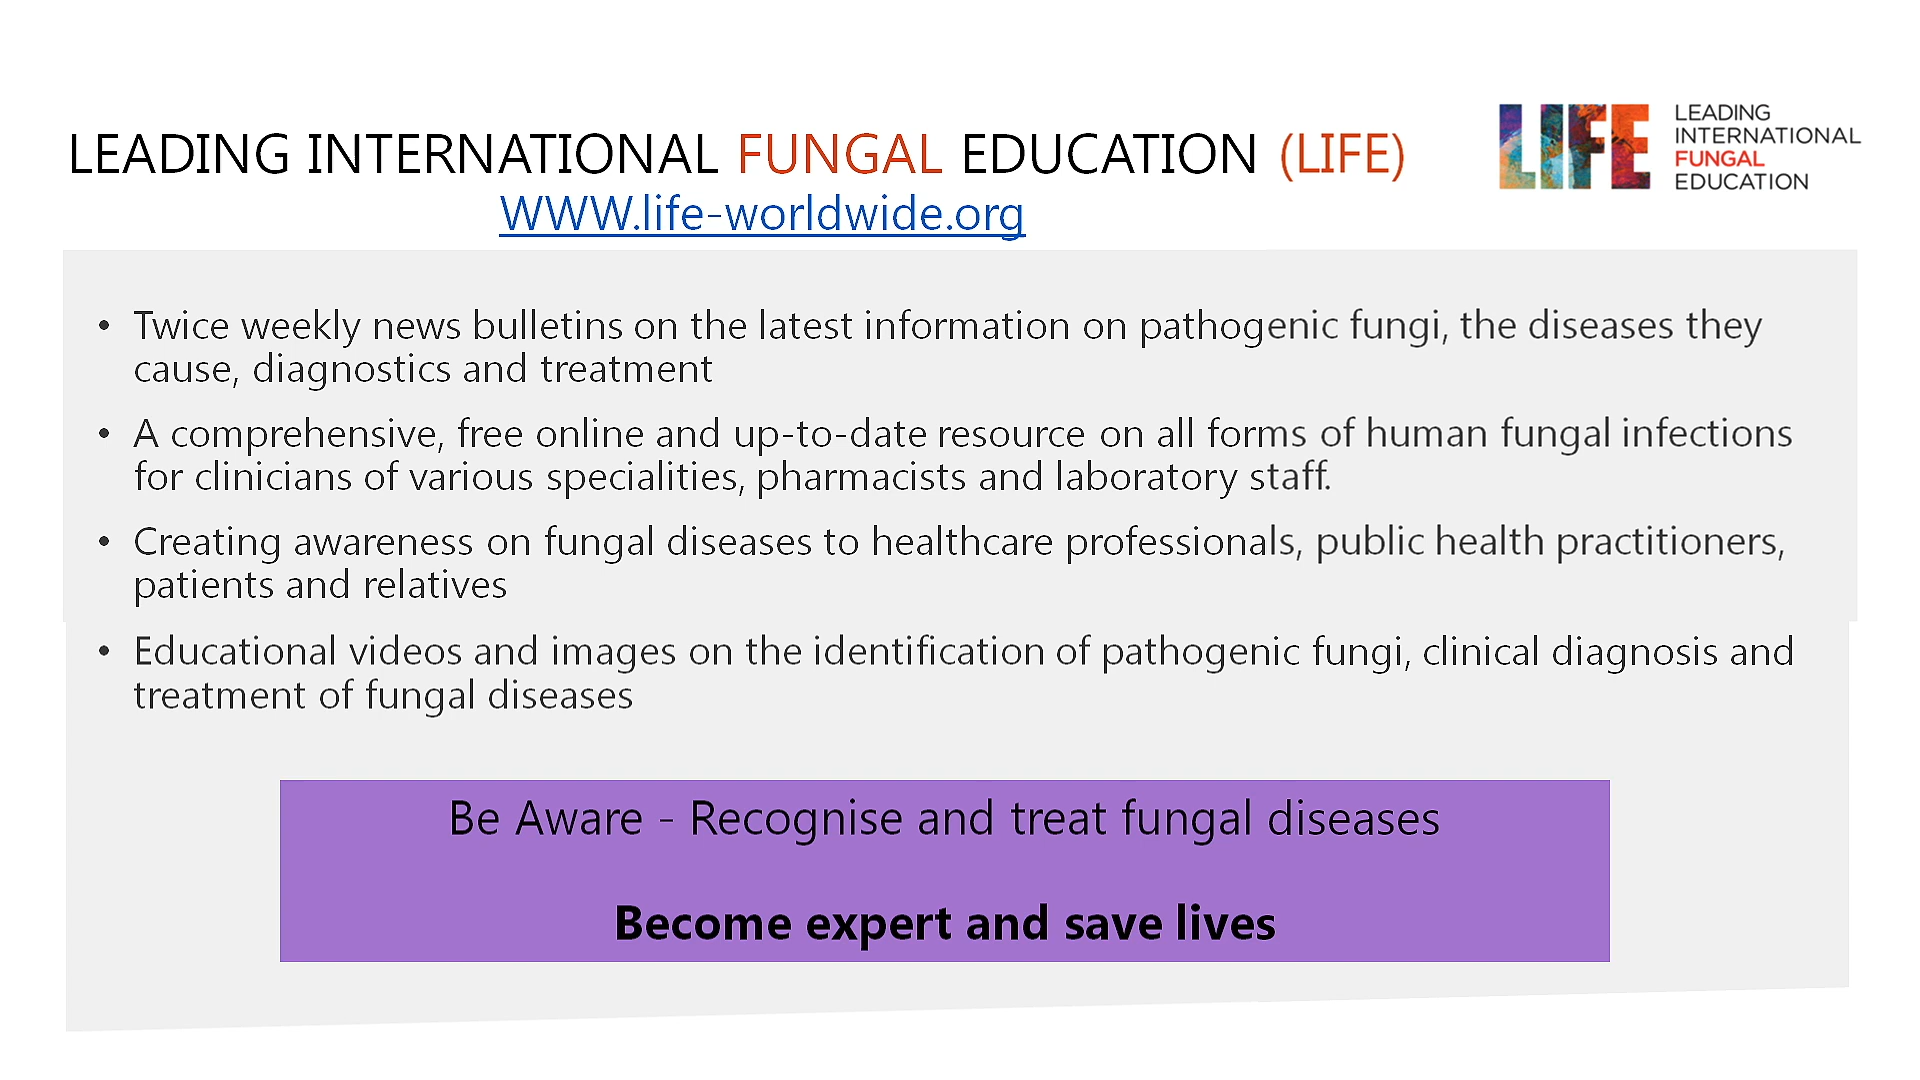 LEADING INTERNATIONAL FUNGAL EDUCATION (LIFE)
WWW.life-worldwide.org
LIFE
LEADING
INTERNATIONAL
FUNGAL
EDUCATION
• Twice weekly news bulletins on the latest information on pathogenic fungi, the diseases they
cause, diagnostics and treatment
• A comprehensive, free online and up-to-date resource on all forms of human fungal infections
for clinicians of various specialities, pharmacists and laboratory staff.
• Creating awareness on fungal diseases to healthcare professionals, public health practitioners,
patients and relatives
• Educational videos and images on the identification of pathogenic fungi, clinical diagnosis and
treatment of fungal diseases
Be Aware - Recognise and treat fungal diseases
Become expert and save lives